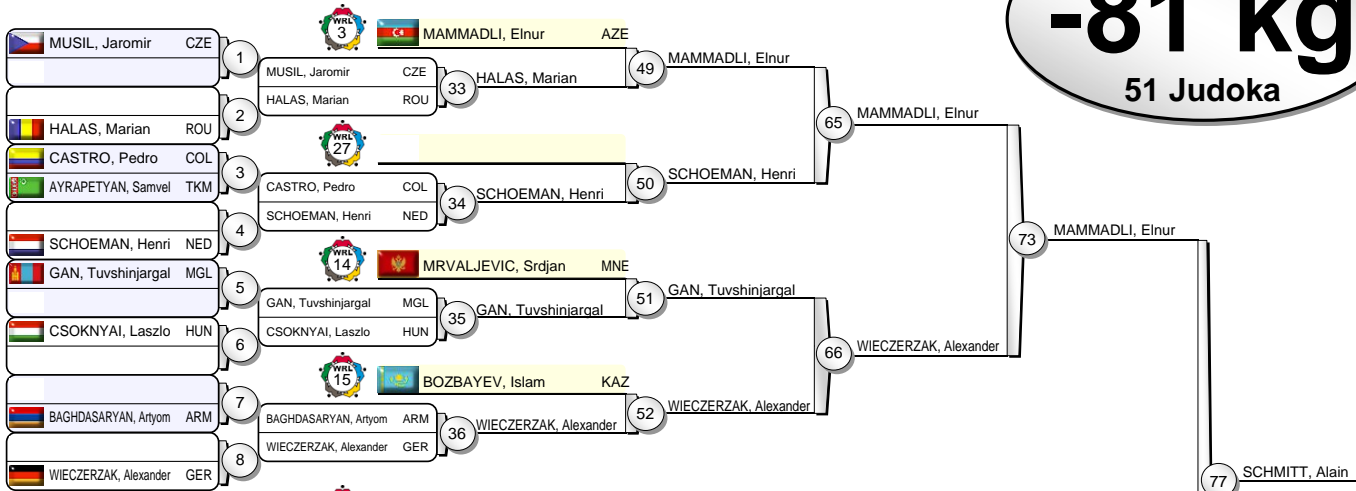 -81 kg
51 Judoka
MUSIL, Jaromir CZE
1
HALAS, Marian ROU
2
CASTRO, Pedro COL
AYRAPETYAN, Samvel TKM
3
SCHOEMAN, Henri NED
4
GAN, Tuvshinjargal MGL
5
CSOKNYAI, Laszlo HUN
6
BAGHDASARYAN, Artyom ARM
7
WIECZERZAK, Alexander GER
8
WRL
3
MAMMADLI, Elnur AZE
MUSIL, Jaromir CZE
HALAS, Marian ROU
33
HALAS, Marian
WRL
27
CASTRO, Pedro COL
SCHOEMAN, Henri NED
34
SCHOEMAN, Henri
WRL
14
MRVALJEVIC, Srdjan MNE
GAN, Tuvshinjargal MGL
CSOKNYAI, Laszlo HUN
35
GAN, Tuvshinjargal
WRL
15
BOZBAYEV, Islam KAZ
BAGHDASARYAN, Artyom ARM
WIECZERZAK, Alexander GER
36
WIECZERZAK, Alexander
49
MAMMADLI, Elnur
50
SCHOEMAN, Henri
51
GAN, Tuvshinjargal
52
WIECZERZAK, Alexander
65
MAMMADLI, Elnur
66
WIECZERZAK, Alexander
73
MAMMADLI, Elnur
77
SCHMITT, Alain